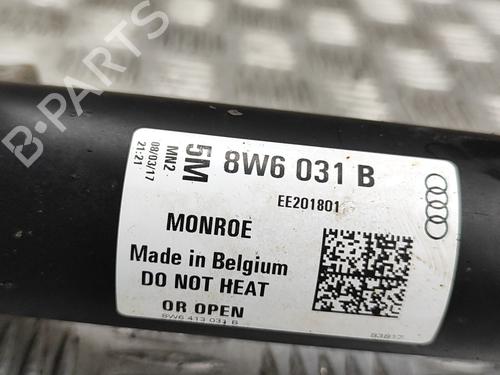 08/03/17
21:21
MN2
5M
8W6 031 B
EE201801
MONROE
Made in Belgium
DO NOT HEAT
OR OPEN
8W6 413 031 B
83817